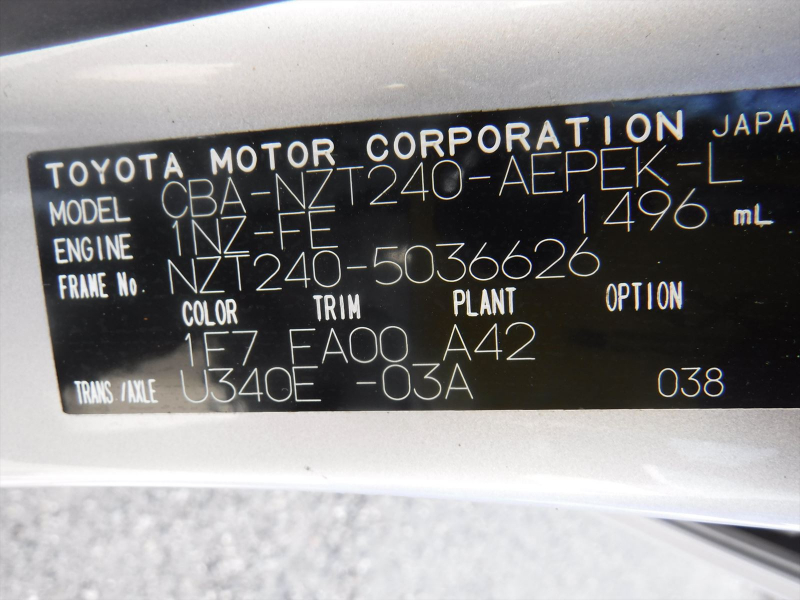 TOYOTA MOTOR CORPORATION JAPA
MODEL CBA-NZT240-AEPEK-L
ENGINE 1NZ-FE 1496 mL
FRAME No. NZT240-5036626
COLOR TRIM PLANT OPTION
1F7 FA00 A42
TRANS/AXLE U340E -03A 038